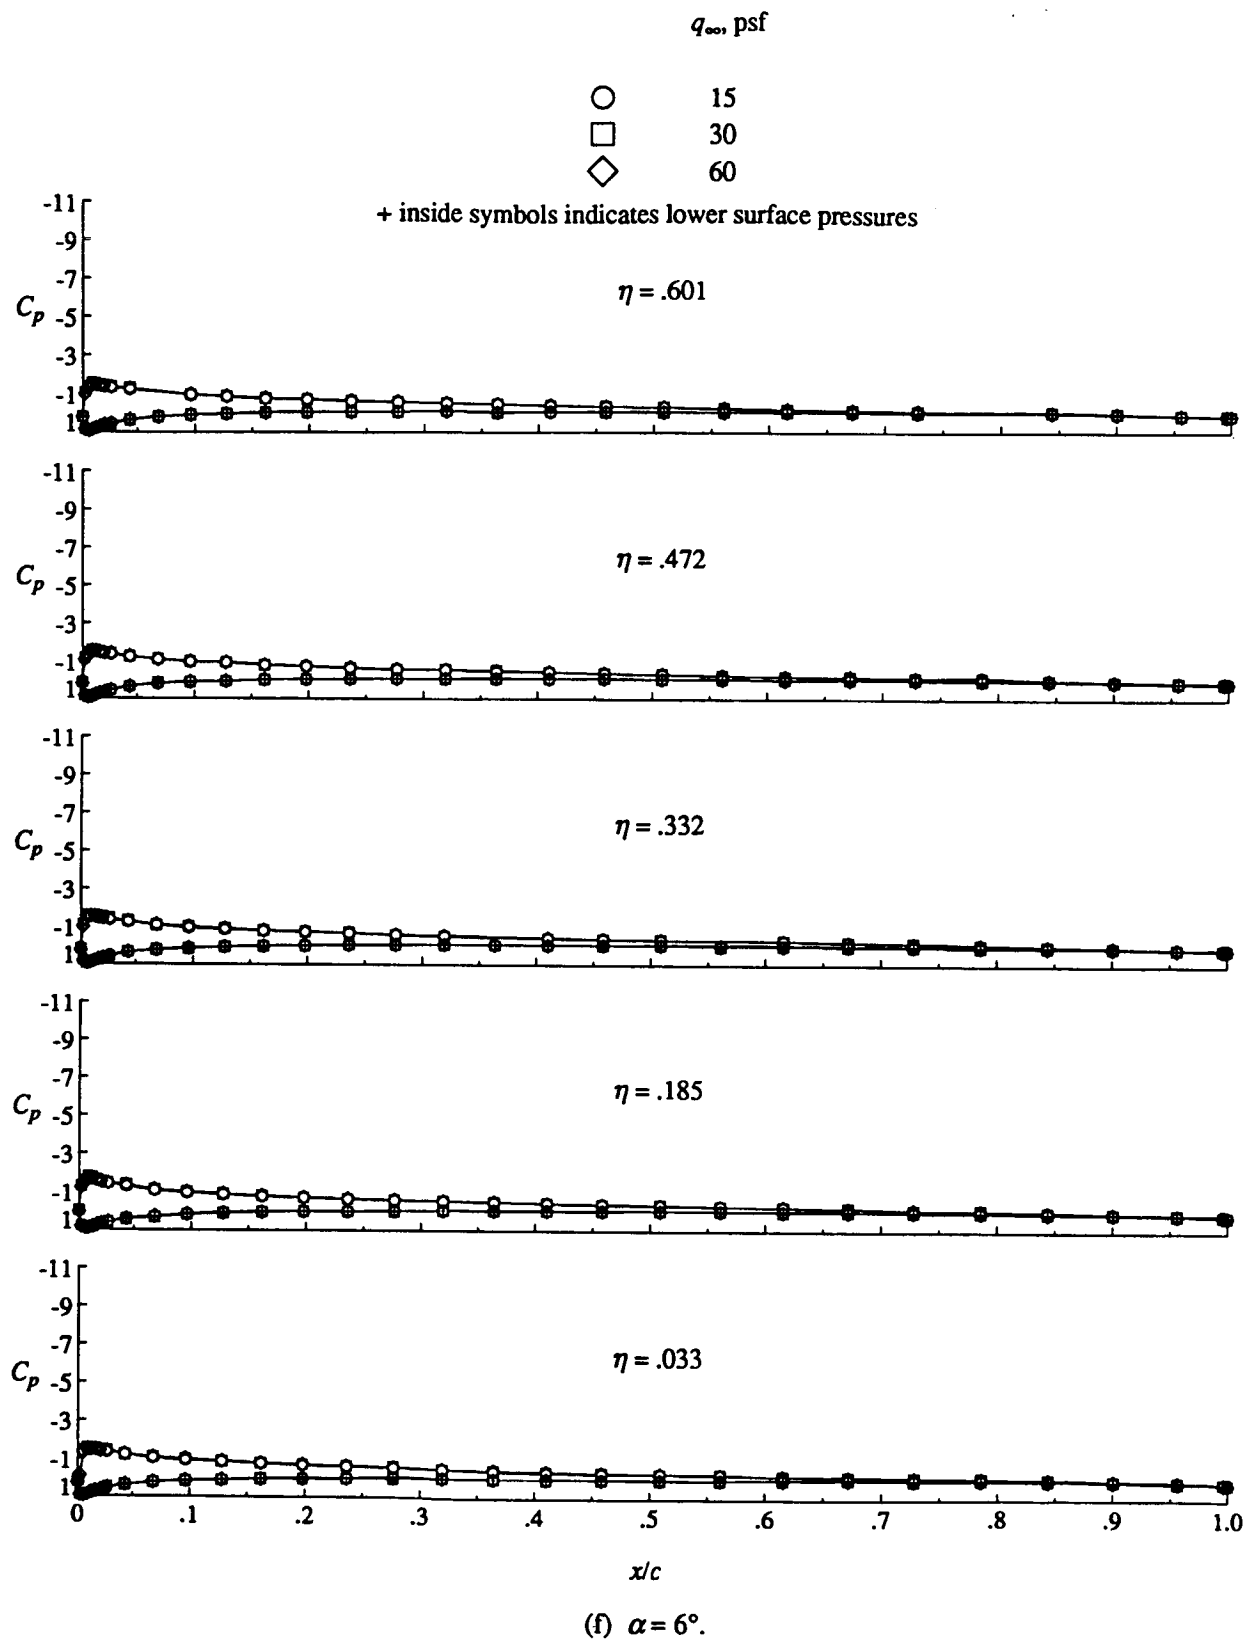 q∞, psf
○ 15
□ 30
◇ 60
+ inside symbols indicates lower surface pressures
-11
-9
-7
-5
-3
-1
1
Cp
η = .601
-11
-9
-7
-5
-3
-1
1
Cp
η = .472
-11
-9
-7
-5
-3
-1
1
Cp
η = .332
-11
-9
-7
-5
-3
-1
1
Cp
η = .185
-11
-9
-7
-5
-3
-1
1
Cp
η = .033
0 .1 .2 .3 .4 .5 .6 .7 .8 .9 1.0
x/c
(f) α = 6°.